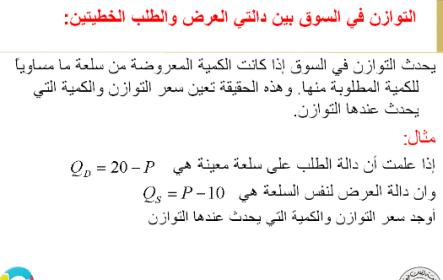 التوازن في السوق بين دالتي العرض والطلب الخطيتين:
يحدث التوازن في السوق إذا كانت الكمية المعروضة من سلعة ما مساوياً
للكمية المطلوبة منها. وهذه الحقيقة تعين سعر التوازن والكمية التي
يحدث عندها التوازن.
مثال:
إذا علمت أن دالة الطلب على سلعة معينة هي Q_D = 20 − P
وان دالة العرض لنفس السلعة هي Q_S = P − 10
أوجد سعر التوازن والكمية التي يحدث عندها التوازن